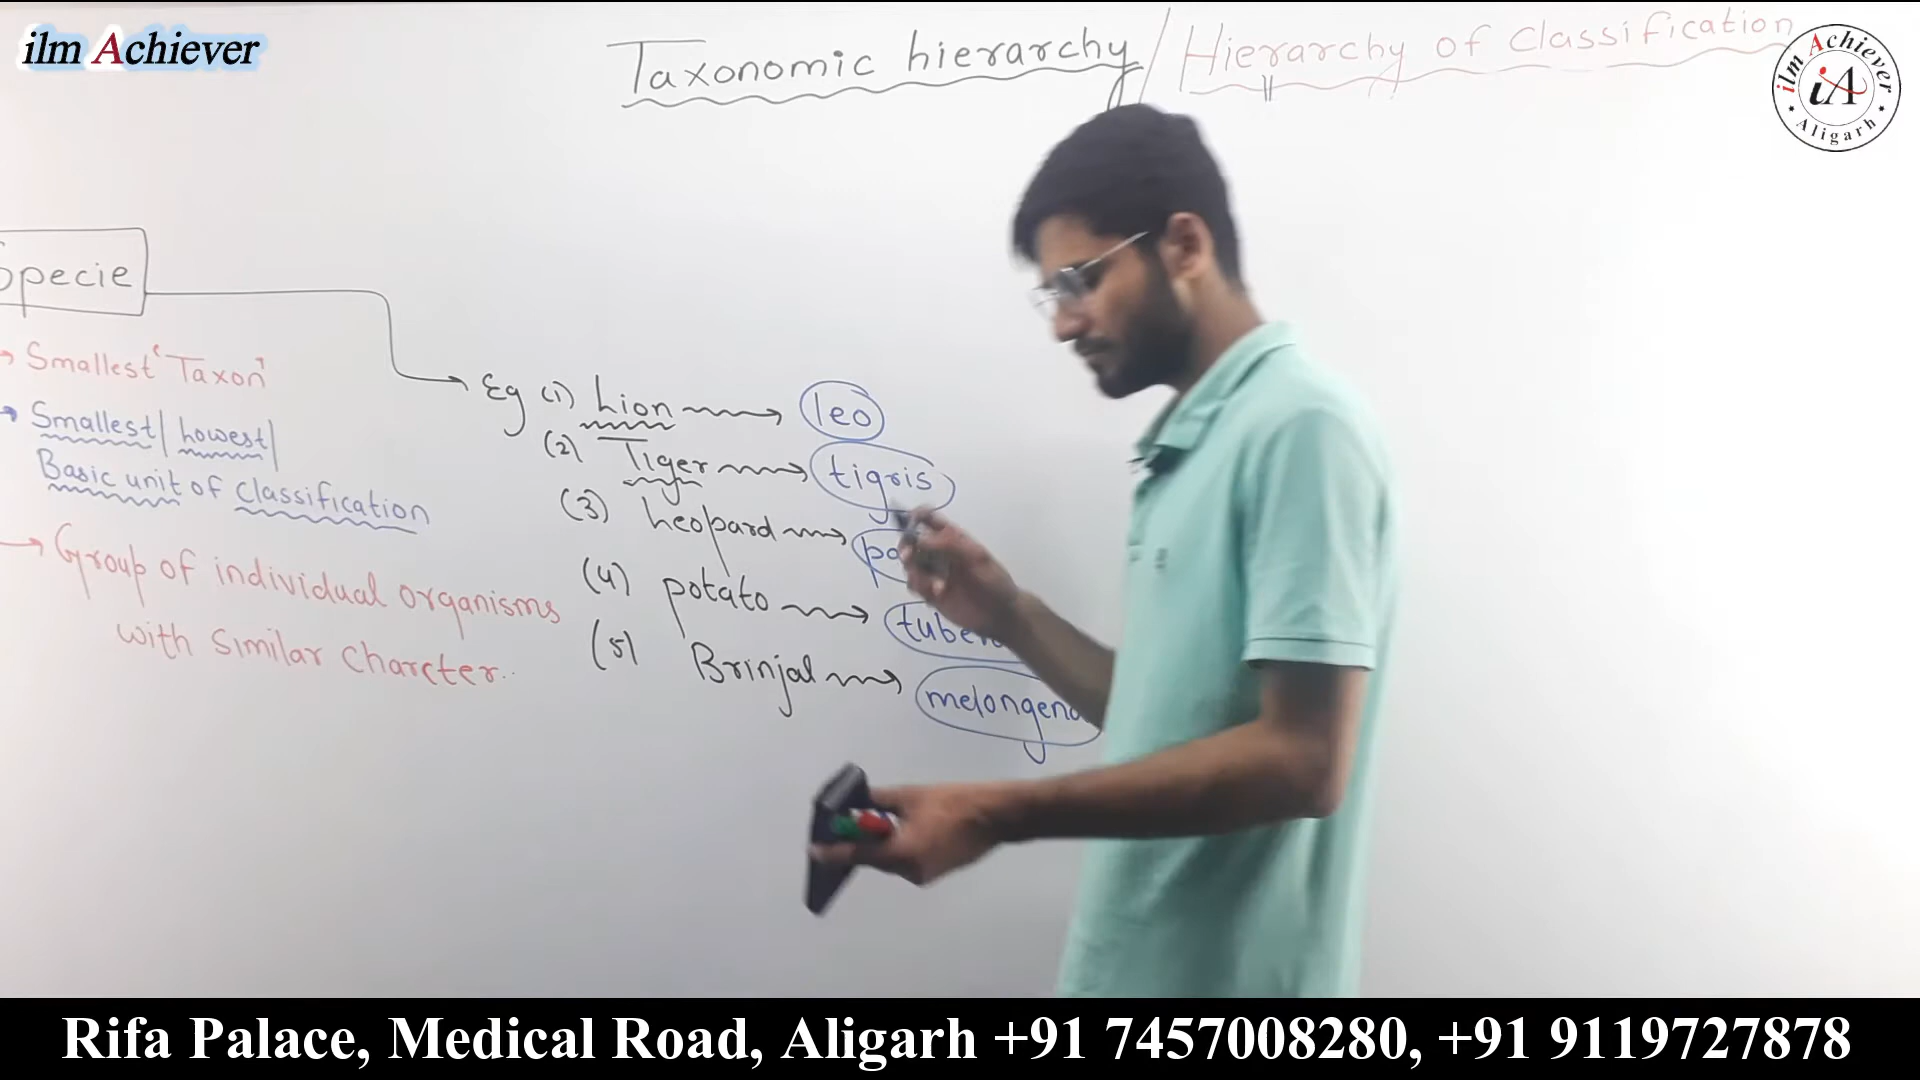 ilm Achiever
Taxonomic hierarchy / Hierarchy of Classification
ilm Achiever
iA
Aligarh
Specie
→ Smallest "Taxon"
→ Smallest | Lowest |
Basic unit of Classification
→ Group of individual organisms
with Similar Charcter..
Eg (1) Lion → leo
(2) Tiger → tigris
(3) Leopard →
(4) potato →
(5) Brinjal → melongena
Rifa Palace, Medical Road, Aligarh +91 7457008280, +91 9119727878